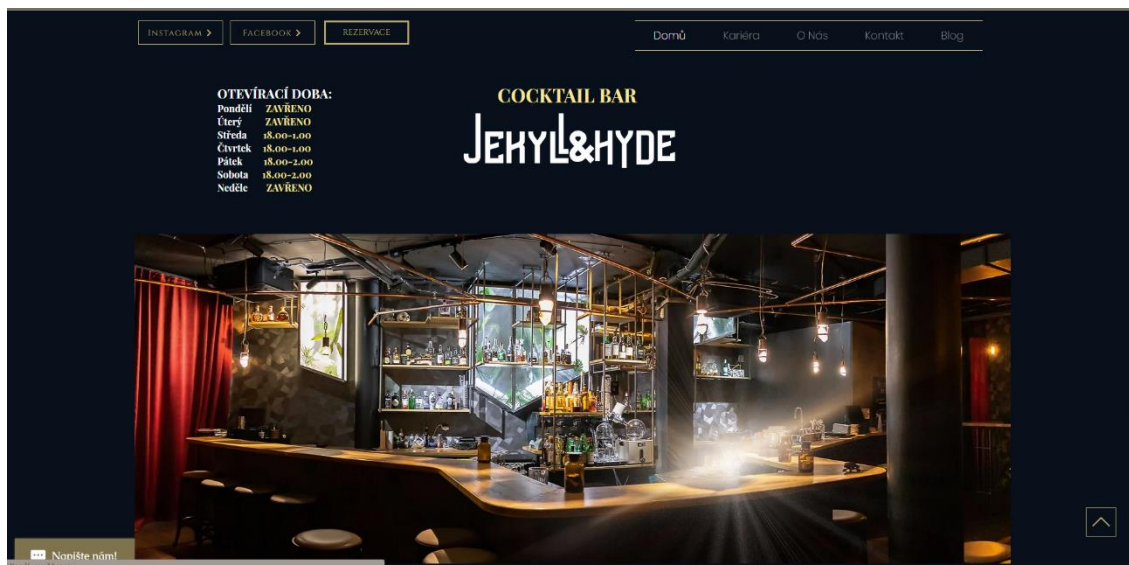 INSTAGRAM >
FACEBOOK >
REZERVACE
Domů Kariéra O Nás Kontakt Blog
OTEVÍRACÍ DOBA:
Pondělí ZAVŘENO
Úterý ZAVŘENO
Středa 18.00-1.00
Čtvrtek 18.00-1.00
Pátek 18.00-2.00
Sobota 18.00-2.00
Neděle ZAVŘENO
COCKTAIL BAR
JEKYLL&HYDE
Napište nám!